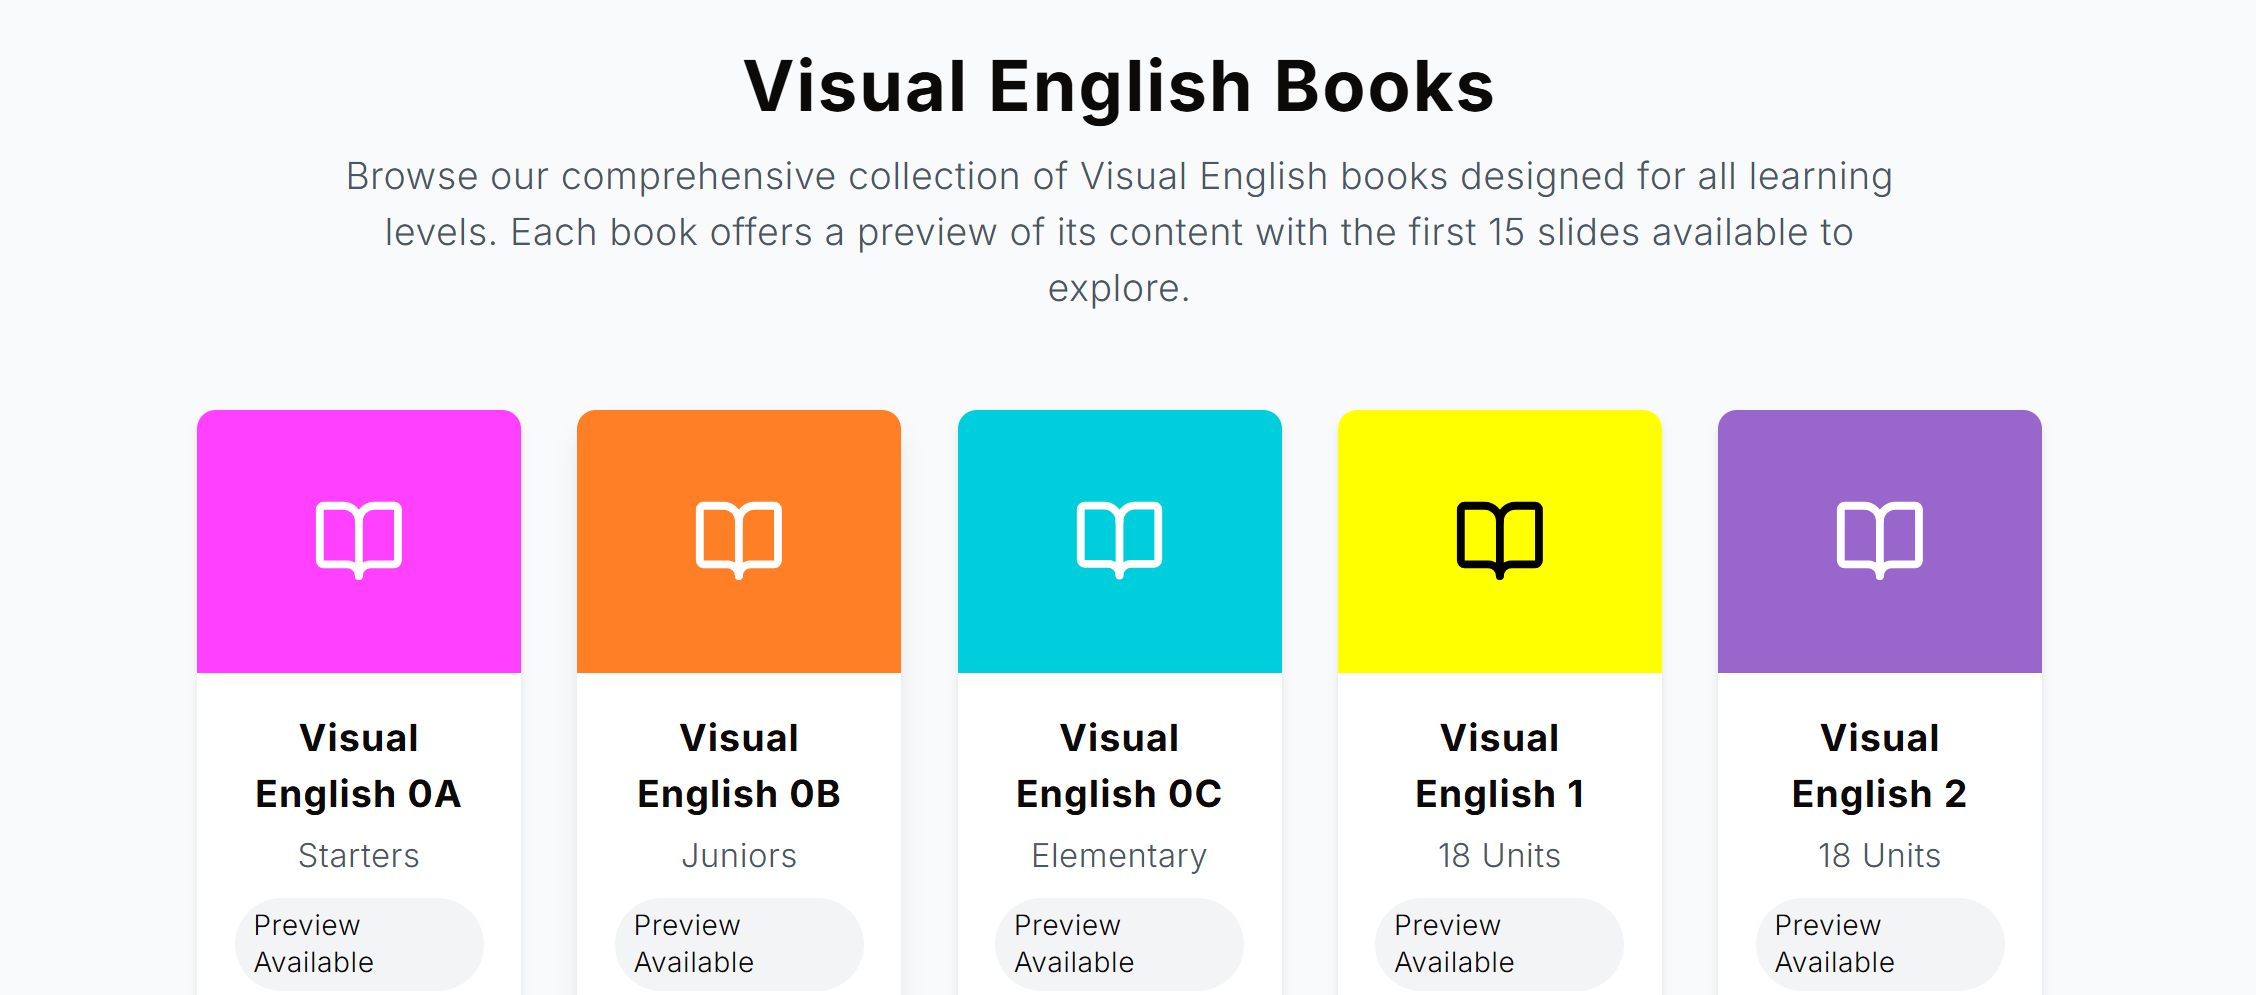 Visual English Books
Browse our comprehensive collection of Visual English books designed for all learning
levels. Each book offers a preview of its content with the first 15 slides available to
explore.
Visual
English 0A
Starters
Preview
Available
Visual
English 0B
Juniors
Preview
Available
Visual
English 0C
Elementary
Preview
Available
Visual
English 1
18 Units
Preview
Available
Visual
English 2
18 Units
Preview
Available